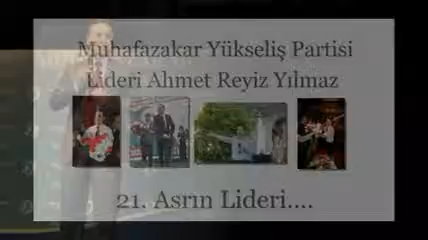 Muhafazakar Yükseliş Partisi
Lideri Ahmet Reyiz Yılmaz
21. Asrın Lideri....